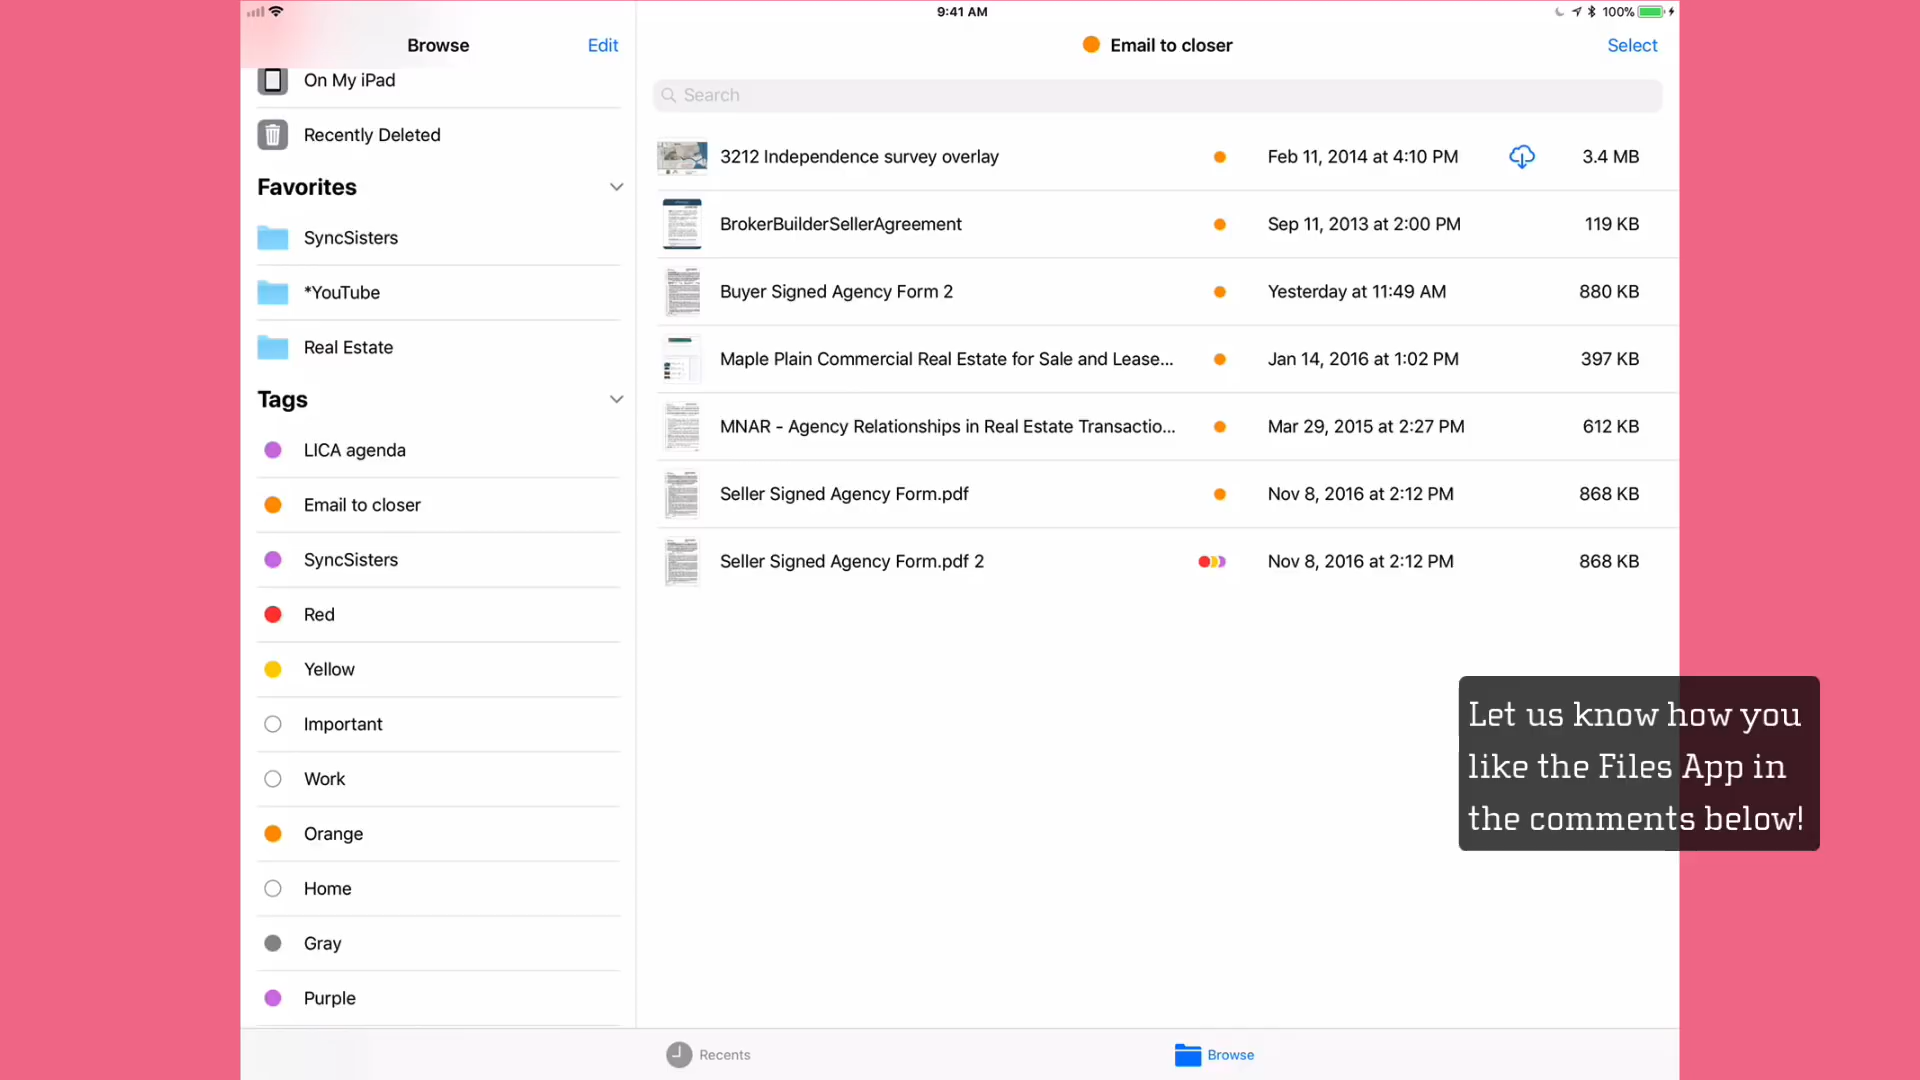 9:41 AM
100%
Browse
Edit
On My iPad
Recently Deleted
Favorites
SyncSisters
*YouTube
Real Estate
Tags
LICA agenda
Email to closer
SyncSisters
Red
Yellow
Important
Work
Orange
Home
Gray
Purple
Email to closer
Select
Search
3212 Independence survey overlay Feb 11, 2014 at 4:10 PM 3.4 MB
BrokerBuilderSellerAgreement Sep 11, 2013 at 2:00 PM 119 KB
Buyer Signed Agency Form 2 Yesterday at 11:49 AM 880 KB
Maple Plain Commercial Real Estate for Sale and Lease... Jan 14, 2016 at 1:02 PM 397 KB
MNAR - Agency Relationships in Real Estate Transactio... Mar 29, 2015 at 2:27 PM 612 KB
Seller Signed Agency Form.pdf Nov 8, 2016 at 2:12 PM 868 KB
Seller Signed Agency Form.pdf 2 Nov 8, 2016 at 2:12 PM 868 KB
Let us know how you
like the Files App in
the comments below!
Recents
Browse